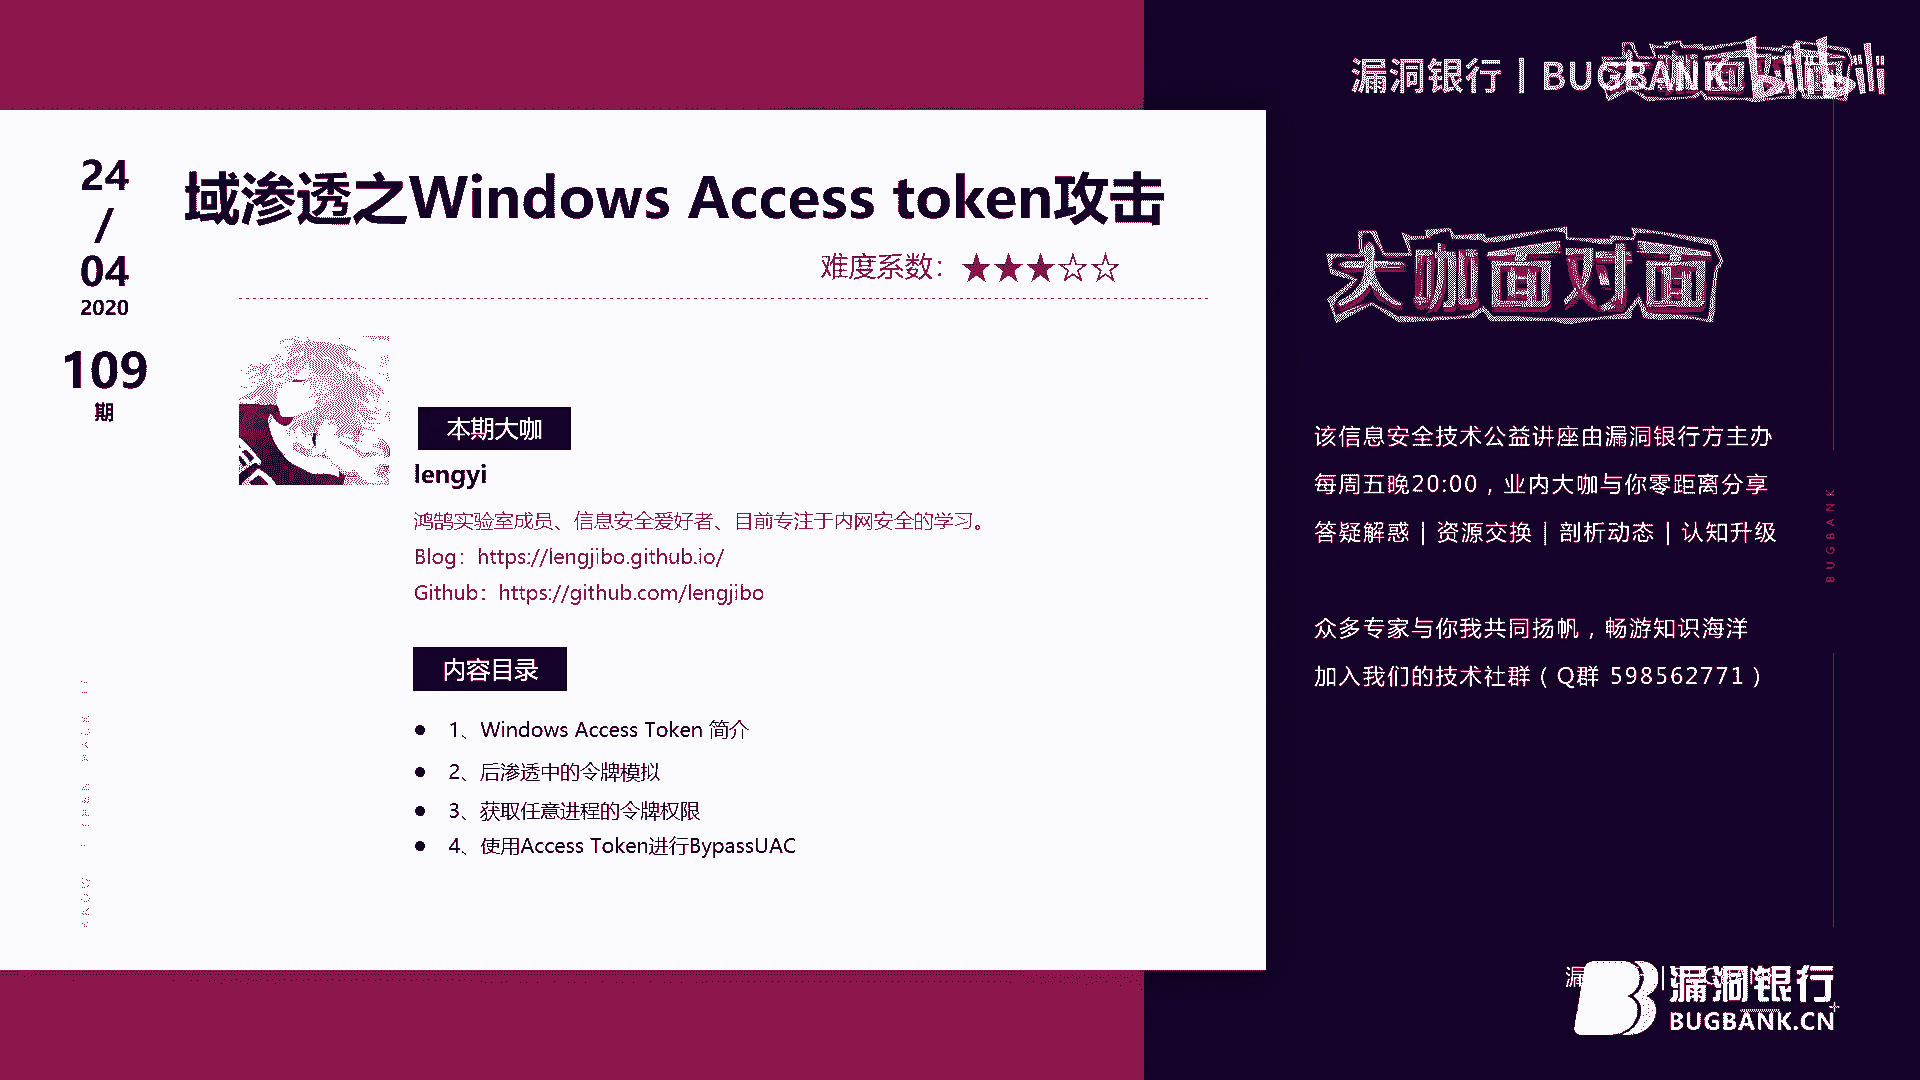 漏洞银行 | BUGBANK
bilibili
24
/
04
2020
109
期
域渗透之Windows Access token攻击
难度系数：★★★☆☆
本期大咖
lengyi
鸿鹄实验室成员、信息安全爱好者、目前专注于内网安全的学习。
Blog：https://lengjibo.github.io/
Github：https://github.com/lengjibo
内容目录
● 1、Windows Access Token 简介
● 2、后渗透中的令牌模拟
● 3、获取任意进程的令牌权限
● 4、使用Access Token进行BypassUAC
大咖面对面
该信息安全技术公益讲座由漏洞银行方主办
每周五晚20:00，业内大咖与你零距离分享
答疑解惑 | 资源交换 | 剖析动态 | 认知升级
众多专家与你我共同扬帆，畅游知识海洋
加入我们的技术社群（Q群 598562771）
BUGBANK
漏洞银行
BUGBANK.CN